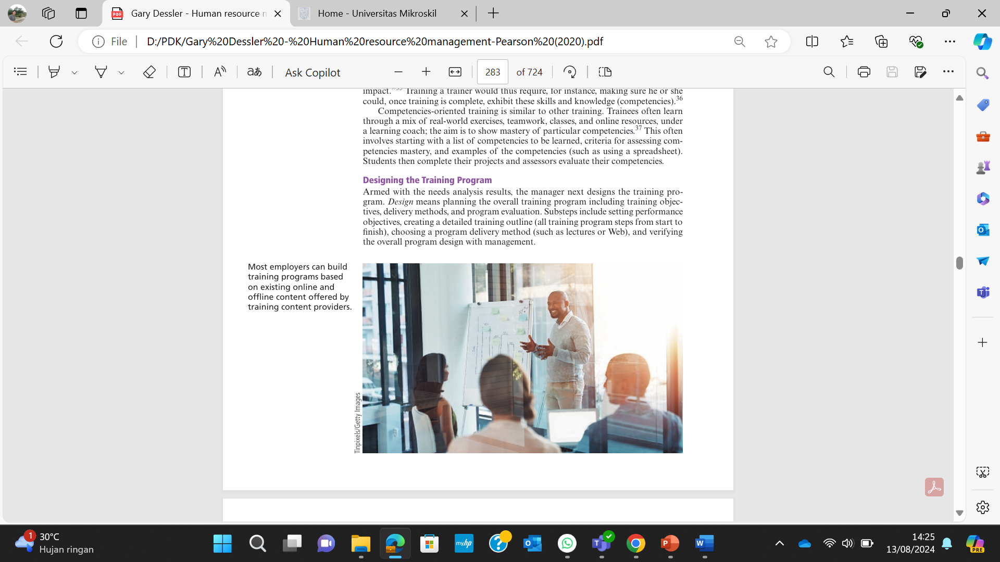 Gary Dessler - Human resource m
Home - Universitas Mikroskil
File
D:/PDK/Gary%20Dessler%20-%20Human%20resource%20management-Pearson%20(2020).pdf
Ask Copilot
283 of 724
impact.”35 Training a trainer would thus require, for instance, making sure he or she
could, once training is complete, exhibit these skills and knowledge (competencies).36
Competencies-oriented training is similar to other training. Trainees often learn
through a mix of real-world exercises, teamwork, classes, and online resources, under
a learning coach; the aim is to show mastery of particular competencies.37 This often
involves starting with a list of competencies to be learned, criteria for assessing com-
petencies mastery, and examples of the competencies (such as using a spreadsheet).
Students then complete their projects and assessors evaluate their competencies.
Designing the Training Program
Armed with the needs analysis results, the manager next designs the training pro-
gram. Design means planning the overall training program including training objec-
tives, delivery methods, and program evaluation. Substeps include setting performance
objectives, creating a detailed training outline (all training program steps from start to
finish), choosing a program delivery method (such as lectures or Web), and verifying
the overall program design with management.
Most employers can build
training programs based
on existing online and
offline content offered by
training content providers.
Tinpixels/Getty Images
1
30°C
Hujan ringan
myhp
14:25
13/08/2024
PRE